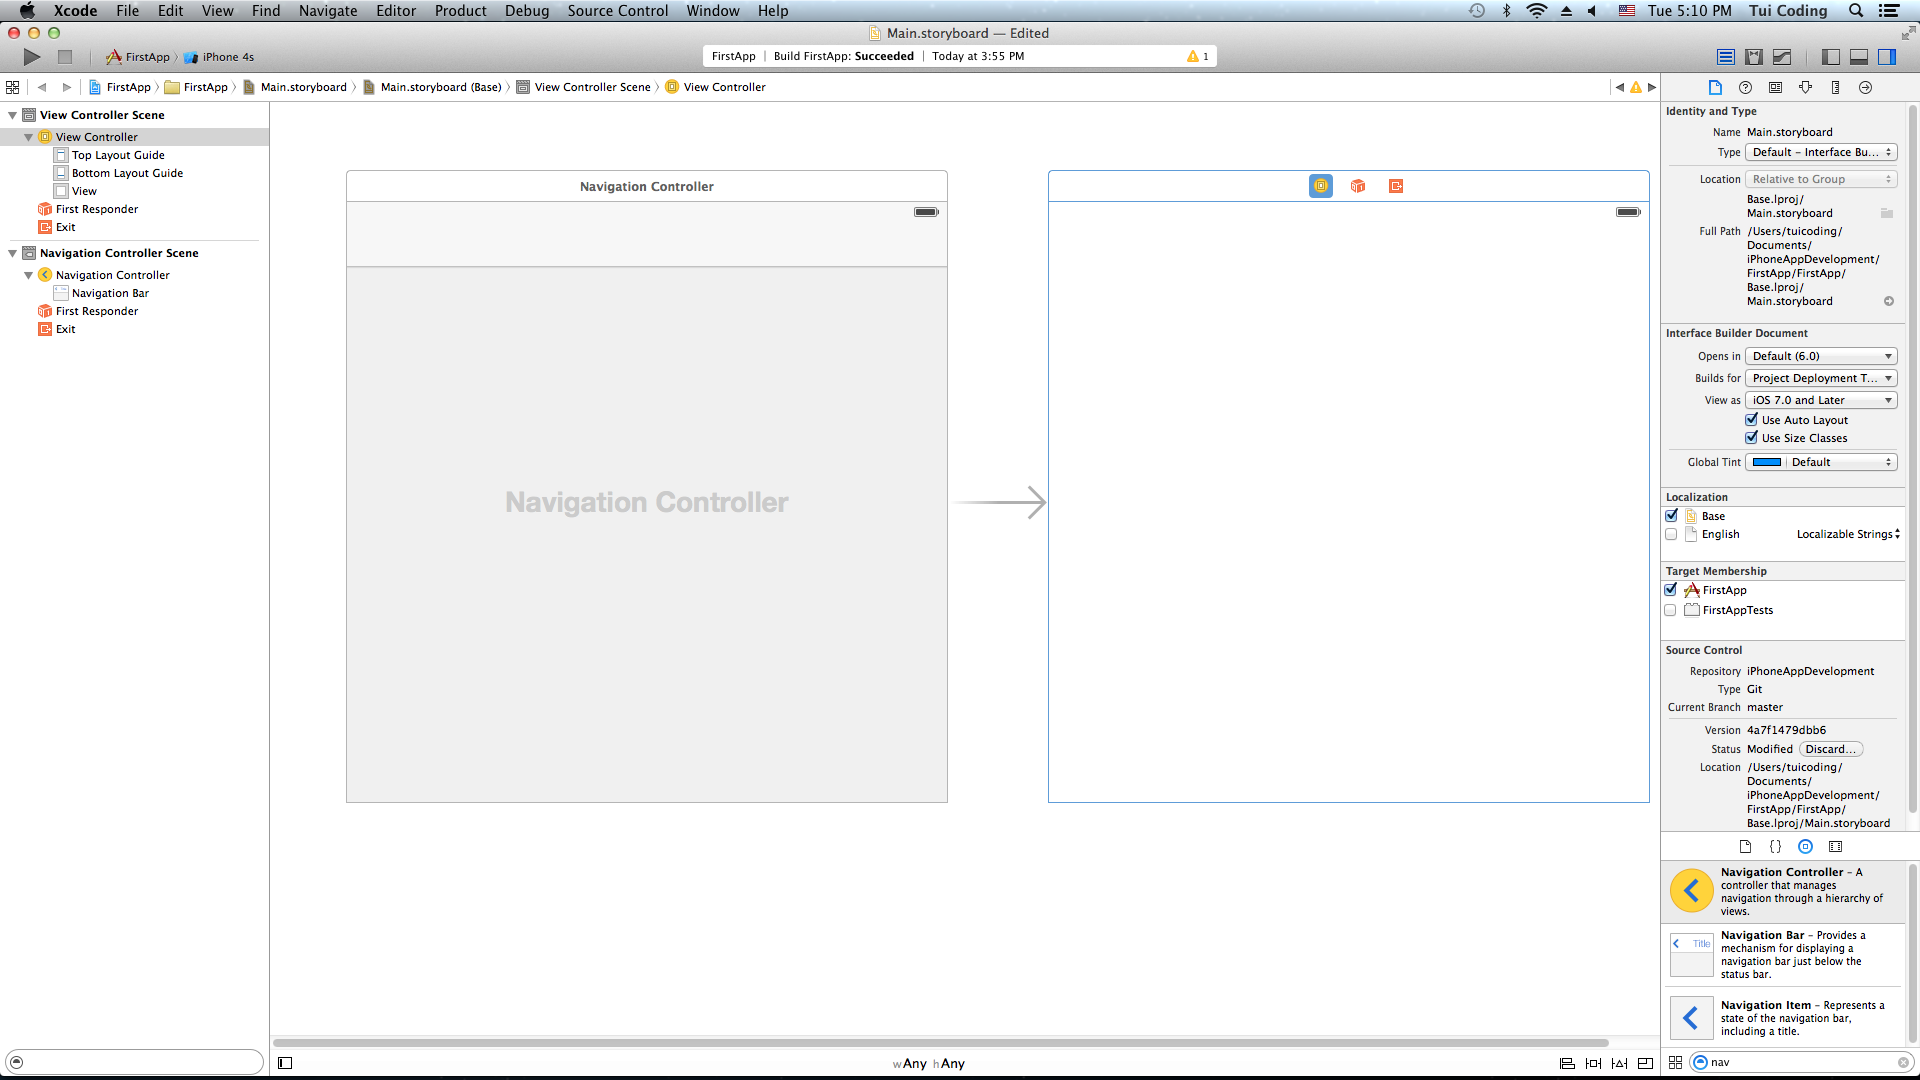 Xcode File Edit View Find Navigate Editor Product Debug Source Control Window Help Tue 5:10 PM Tui Coding
Main.storyboard — Edited
FirstApp iPhone 4s
FirstApp Build FirstApp: Succeeded Today at 3:55 PM 1
FirstApp FirstApp Main.storyboard Main.storyboard (Base) View Controller Scene View Controller
View Controller Scene
View Controller
Top Layout Guide
Bottom Layout Guide
View
First Responder
Exit
Navigation Controller Scene
Navigation Controller
Navigation Bar
First Responder
Exit
Navigation Controller
Navigation Controller
wAny hAny
Identity and Type
Name Main.storyboard
Type Default – Interface Bu...
Location Relative to Group
Base.lproj/
Main.storyboard
Full Path /Users/tuicoding/
Documents/
iPhoneAppDevelopment/
FirstApp/FirstApp/
Base.lproj/
Main.storyboard
Interface Builder Document
Opens in Default (6.0)
Builds for Project Deployment T...
View as iOS 7.0 and Later
Use Auto Layout
Use Size Classes
Global Tint Default
Localization
Base
English Localizable Strings
Target Membership
FirstApp
FirstAppTests
Source Control
Repository iPhoneAppDevelopment
Type Git
Current Branch master
Version 4a7f1479dbb6
Status Modified Discard...
Location /Users/tuicoding/
Documents/
iPhoneAppDevelopment/
FirstApp/FirstApp/
Base.lproj/Main.storyboard
{}
Navigation Controller – A
controller that manages
navigation through a hierarchy of
views.
Title
Navigation Bar – Provides a
mechanism for displaying a
navigation bar just below the
status bar.
Navigation Item – Represents a
state of the navigation bar,
including a title.
nav